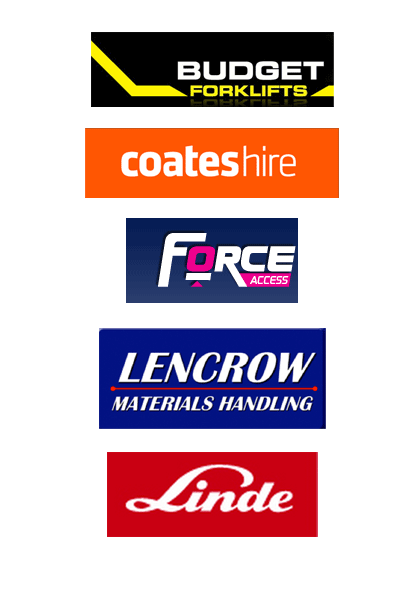 BUDGET
FORKLIFTS
coateshire
FORCE
ACCESS
LENCROW
MATERIALS HANDLING
Linde